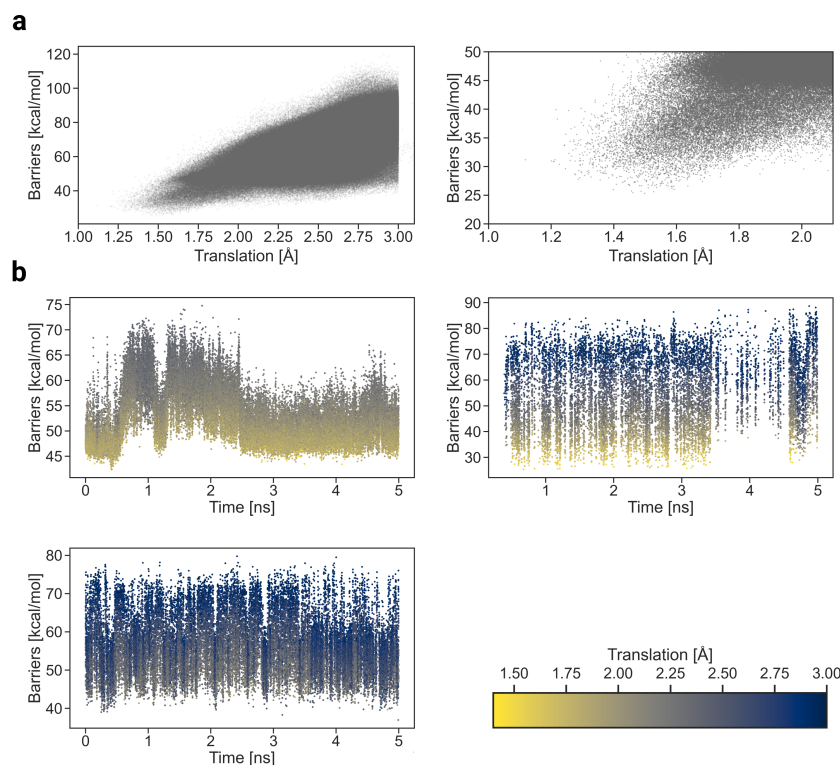 a
120
100
80
60
40
Barriers [kcal/mol]
1.00 1.25 1.50 1.75 2.00 2.25 2.50 2.75 3.00
Translation [Å]
50
45
40
35
30
25
20
Barriers [kcal/mol]
1.0 1.2 1.4 1.6 1.8 2.0
Translation [Å]
b
75
70
65
60
55
50
45
Barriers [kcal/mol]
0 1 2 3 4 5
Time [ns]
90
80
70
60
50
40
30
Barriers [kcal/mol]
1 2 3 4 5
Time [ns]
80
70
60
50
40
Barriers [kcal/mol]
0 1 2 3 4 5
Time [ns]
Translation [Å]
1.50 1.75 2.00 2.25 2.50 2.75 3.00